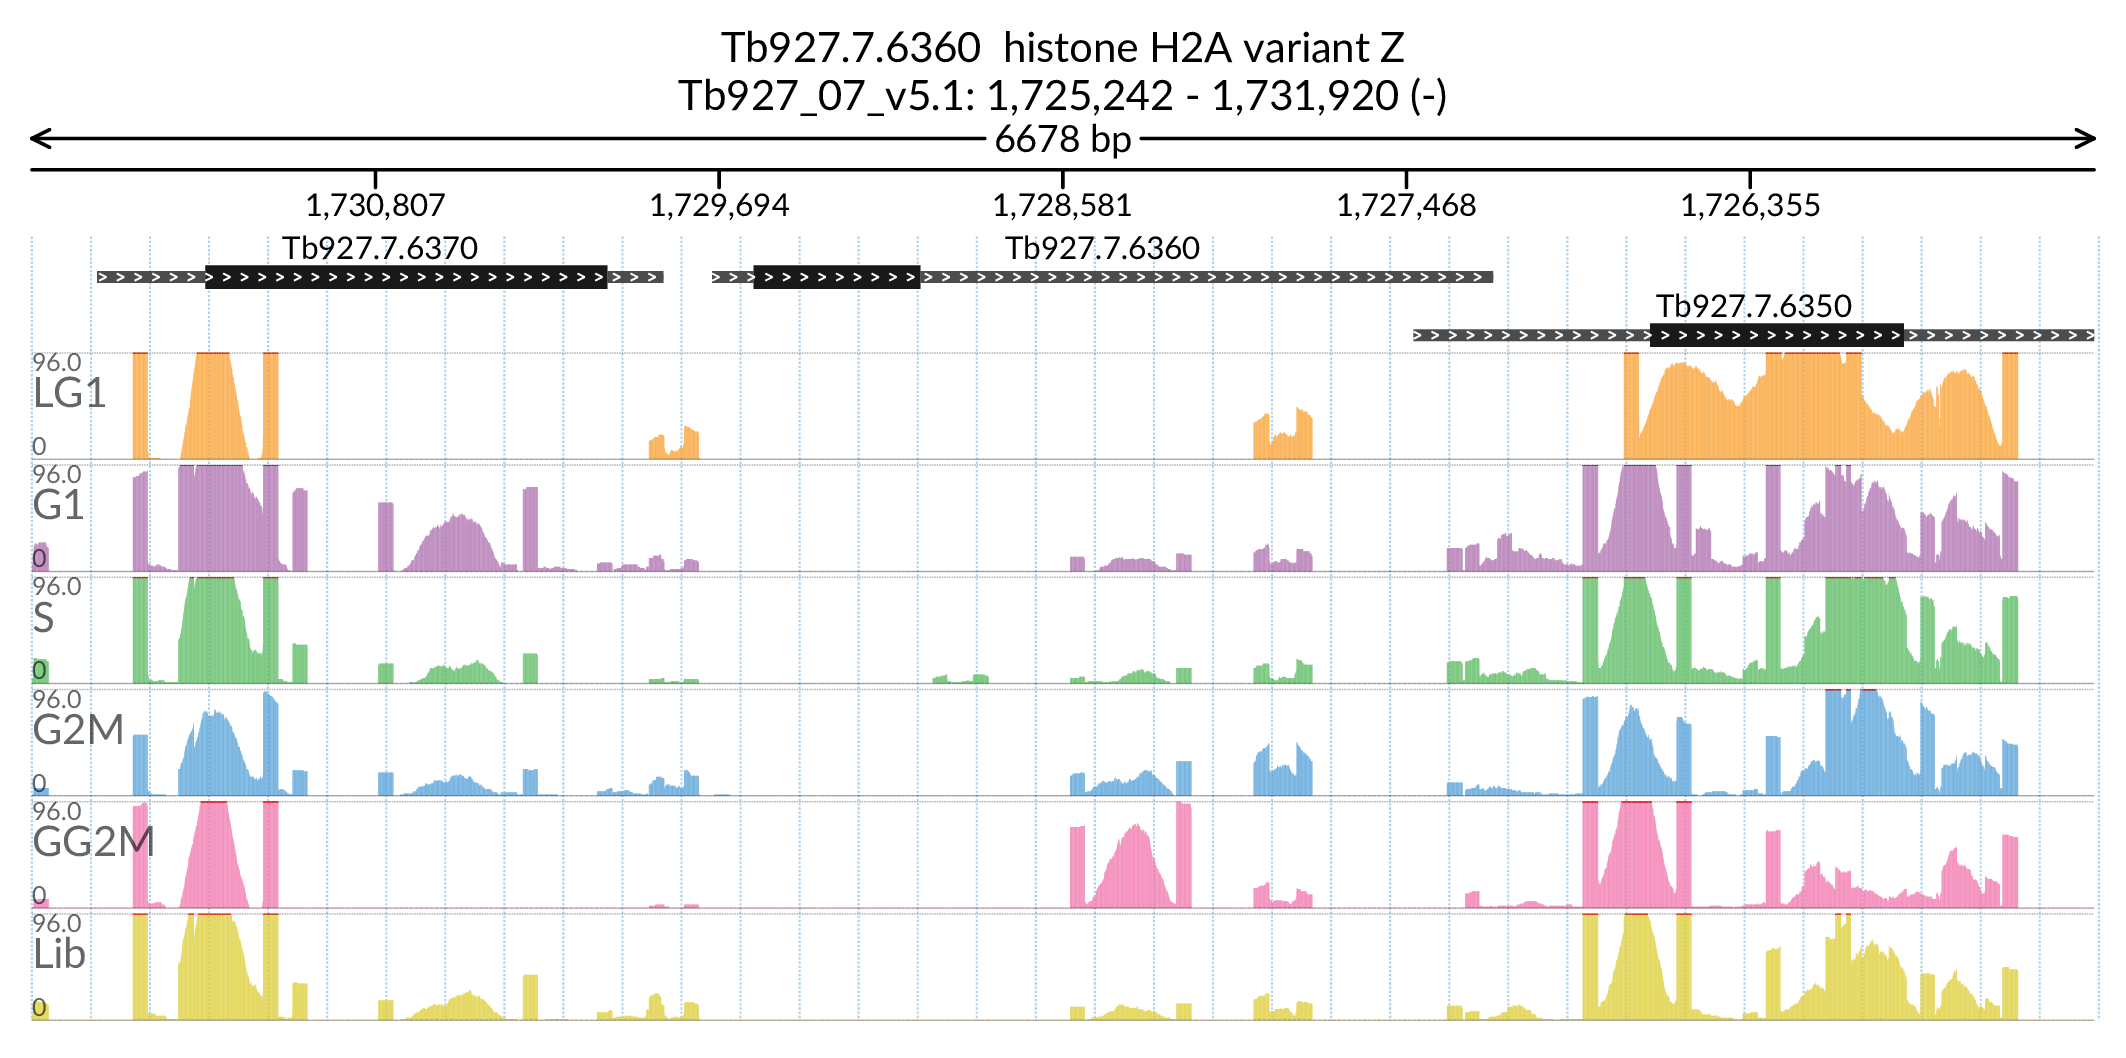 Tb927.7.6360  histone H2A variant Z
Tb927_07_v5.1: 1,725,242 - 1,731,920 (-)
6678 bp
1,730,807 1,729,694 1,728,581 1,727,468 1,726,355
Tb927.7.6370 Tb927.7.6360
Tb927.7.6350
96.0
LG1
0
96.0
G1
0
96.0
S
0
96.0
G2M
0
96.0
GG2M
0
96.0
Lib
0